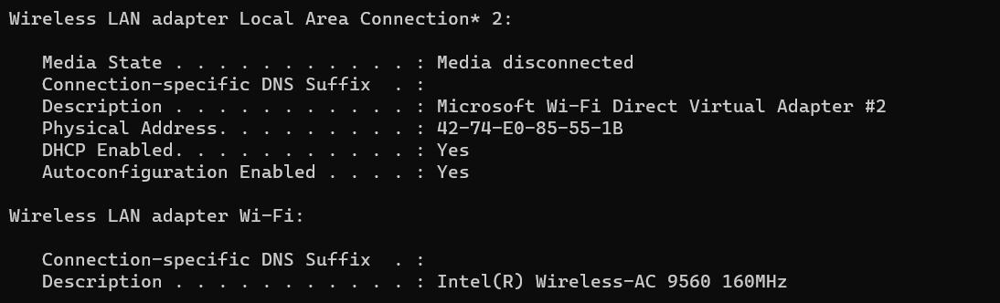 Wireless LAN adapter Local Area Connection* 2:
Media State . . . . . . . . . . . : Media disconnected
Connection-specific DNS Suffix  . :
Description . . . . . . . . . . . : Microsoft Wi-Fi Direct Virtual Adapter #2
Physical Address. . . . . . . . . : 42-74-E0-85-55-1B
DHCP Enabled. . . . . . . . . . . : Yes
Autoconfiguration Enabled . . . . : Yes
Wireless LAN adapter Wi-Fi:
Connection-specific DNS Suffix  . :
Description . . . . . . . . . . . : Intel(R) Wireless-AC 9560 160MHz